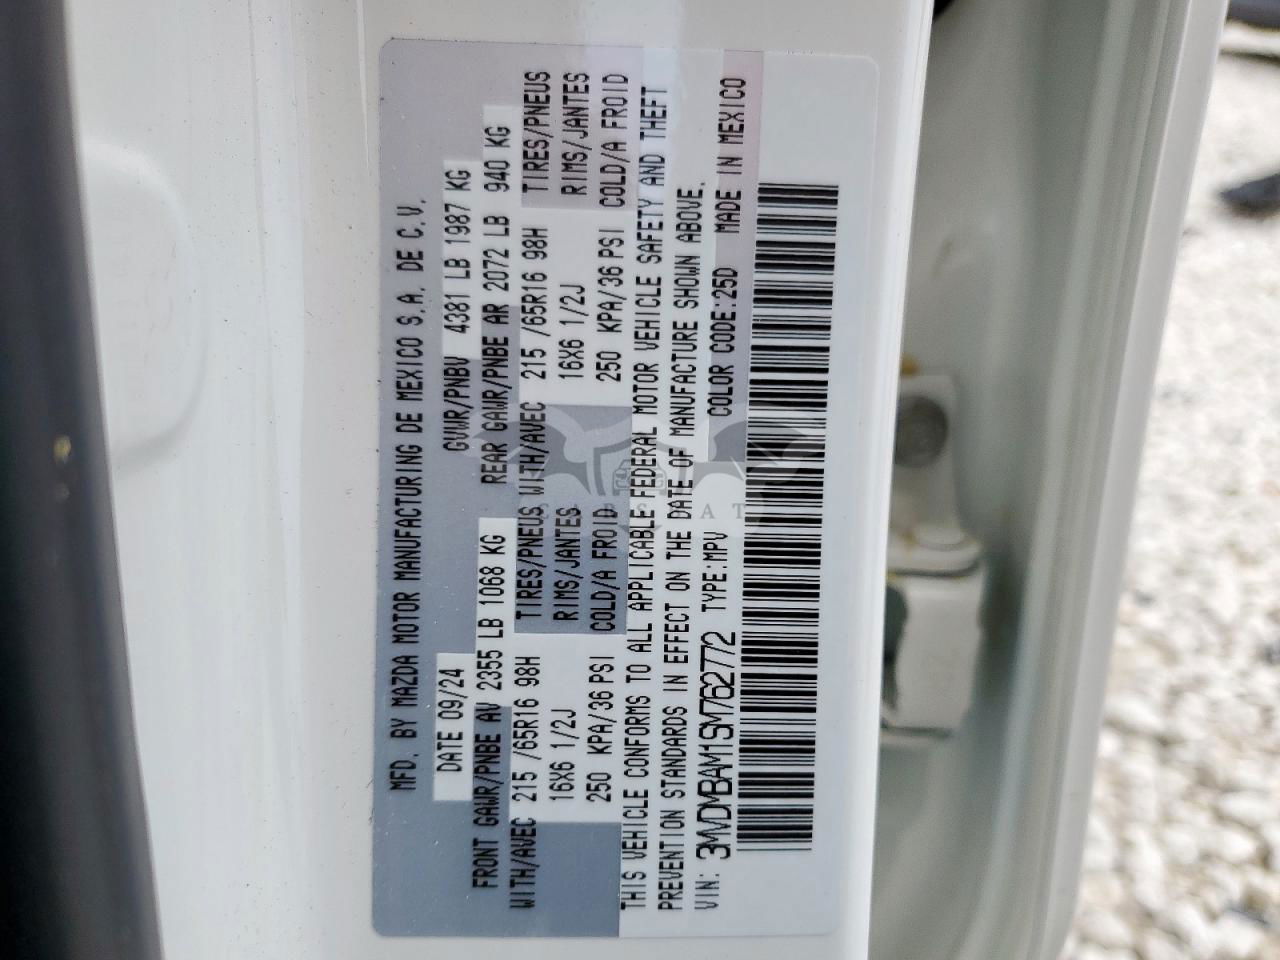 MFD. BY MAZDA MOTOR MANUFACTURING DE MEXICO S.A. DE C.V.
DATE 09/24 GVWR/PNBV 4381 LB 1987 KG
FRONT GAWR/PNBE AV 2355 LB 1068 KG REAR GAWR/PNBE AR 2072 LB 940 KG
WITH/AVEC 215 /65R16 98H TIRES/PNEUS WITH/AVEC 215 /65R16 98H TIRES/PNEUS
16X6 1/2J RIMS/JANTES 16X6 1/2J RIMS/JANTES
250 KPA/36 PSI COLD/A FROID 250 KPA/36 PSI COLD/A FROID
THIS VEHICLE CONFORMS TO ALL APPLICABLE FEDERAL MOTOR VEHICLE SAFETY AND THEFT
PREVENTION STANDARDS IN EFFECT ON THE DATE OF MANUFACTURE SHOWN ABOVE.
VIN: 3MVDMBAM1SM762772 TYPE:MPV COLOR CODE:25D MADE IN MEXICO